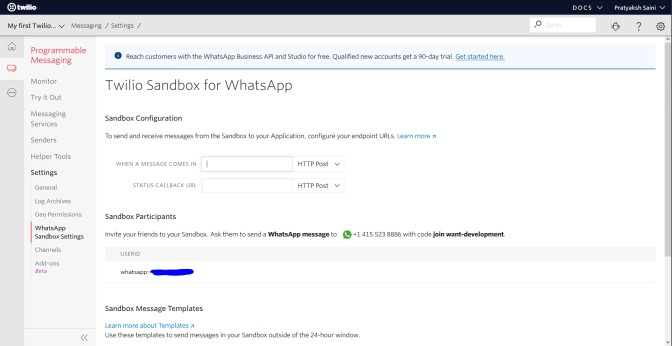 twilio
DOCS
Pratyaksh Saini
My first Twilio...
Messaging / Settings /
Go to...
Programmable
Messaging
Monitor
Try it Out
Messaging
Services
Senders
Helper Tools
Settings
General
Log Archives
Geo Permissions
WhatsApp
Sandbox Settings
Channels
Add-ons
Beta
Reach customers with the WhatsApp Business API and Studio for free. Qualified new accounts get a 90-day trial. Get started here.
Twilio Sandbox for WhatsApp
Sandbox Configuration
To send and receive messages from the Sandbox to your Application, configure your endpoint URLs. Learn more
WHEN A MESSAGE COMES IN
HTTP Post
STATUS CALLBACK URL
HTTP Post
Sandbox Participants
Invite your friends to your Sandbox. Ask them to send a WhatsApp message to +1 415 523 8886 with code join want-development.
USERID
whatsapp:
Sandbox Message Templates
Learn more about Templates
Use these templates to send messages in your Sandbox outside of the 24-hour window.